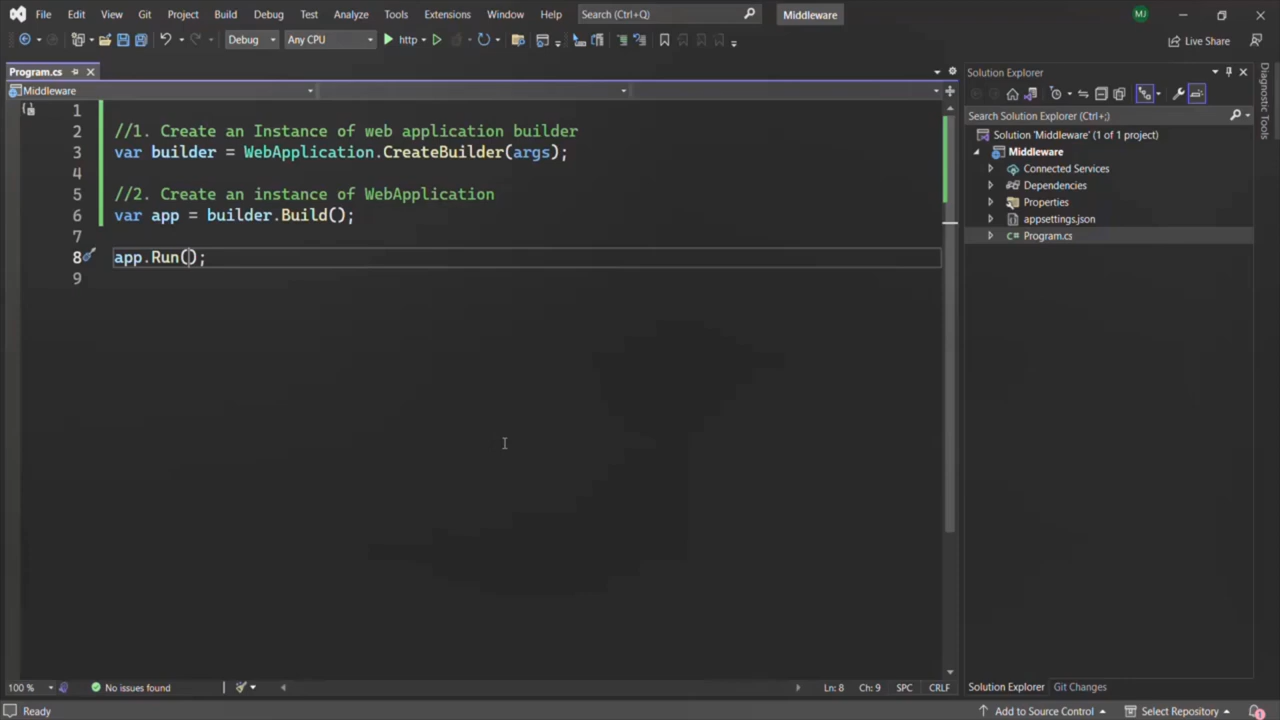 File Edit View Git Project Build Debug Test Analyze Tools Extensions Window Help Search (Ctrl+Q) Middleware MJ
Debug Any CPU http Live Share
Program.cs
Middleware
1
2 //1. Create an Instance of web application builder
3 var builder = WebApplication.CreateBuilder(args);
4
5 //2. Create an instance of WebApplication
6 var app = builder.Build();
7
8 app.Run();
9
100 % No issues found Ln: 8 Ch: 9 SPC CRLF
Solution Explorer
Search Solution Explorer (Ctrl+;)
Solution 'Middleware' (1 of 1 project)
Middleware
Connected Services
Dependencies
Properties
appsettings.json
C# Program.cs
Solution Explorer Git Changes
Diagnostic Tools
Ready Add to Source Control Select Repository 1